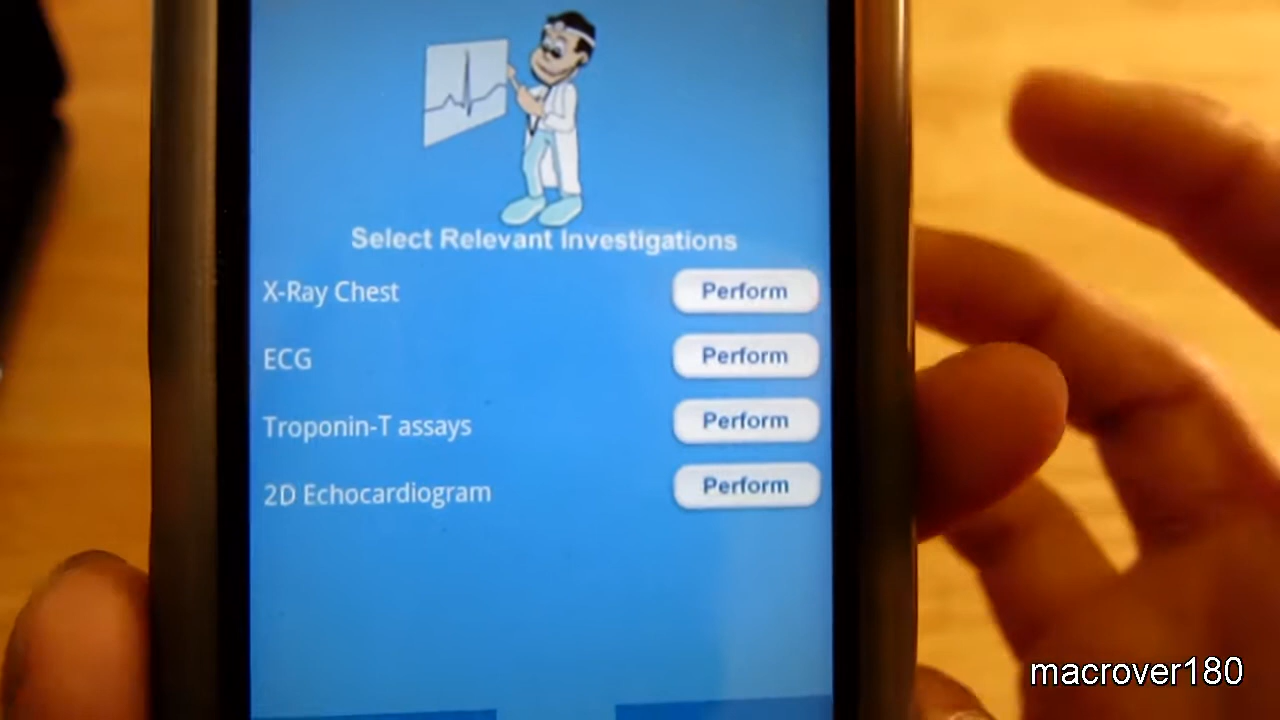 Select Relevant Investigations
X-Ray Chest Perform
ECG Perform
Troponin-T assays Perform
2D Echocardiogram Perform
macrover180